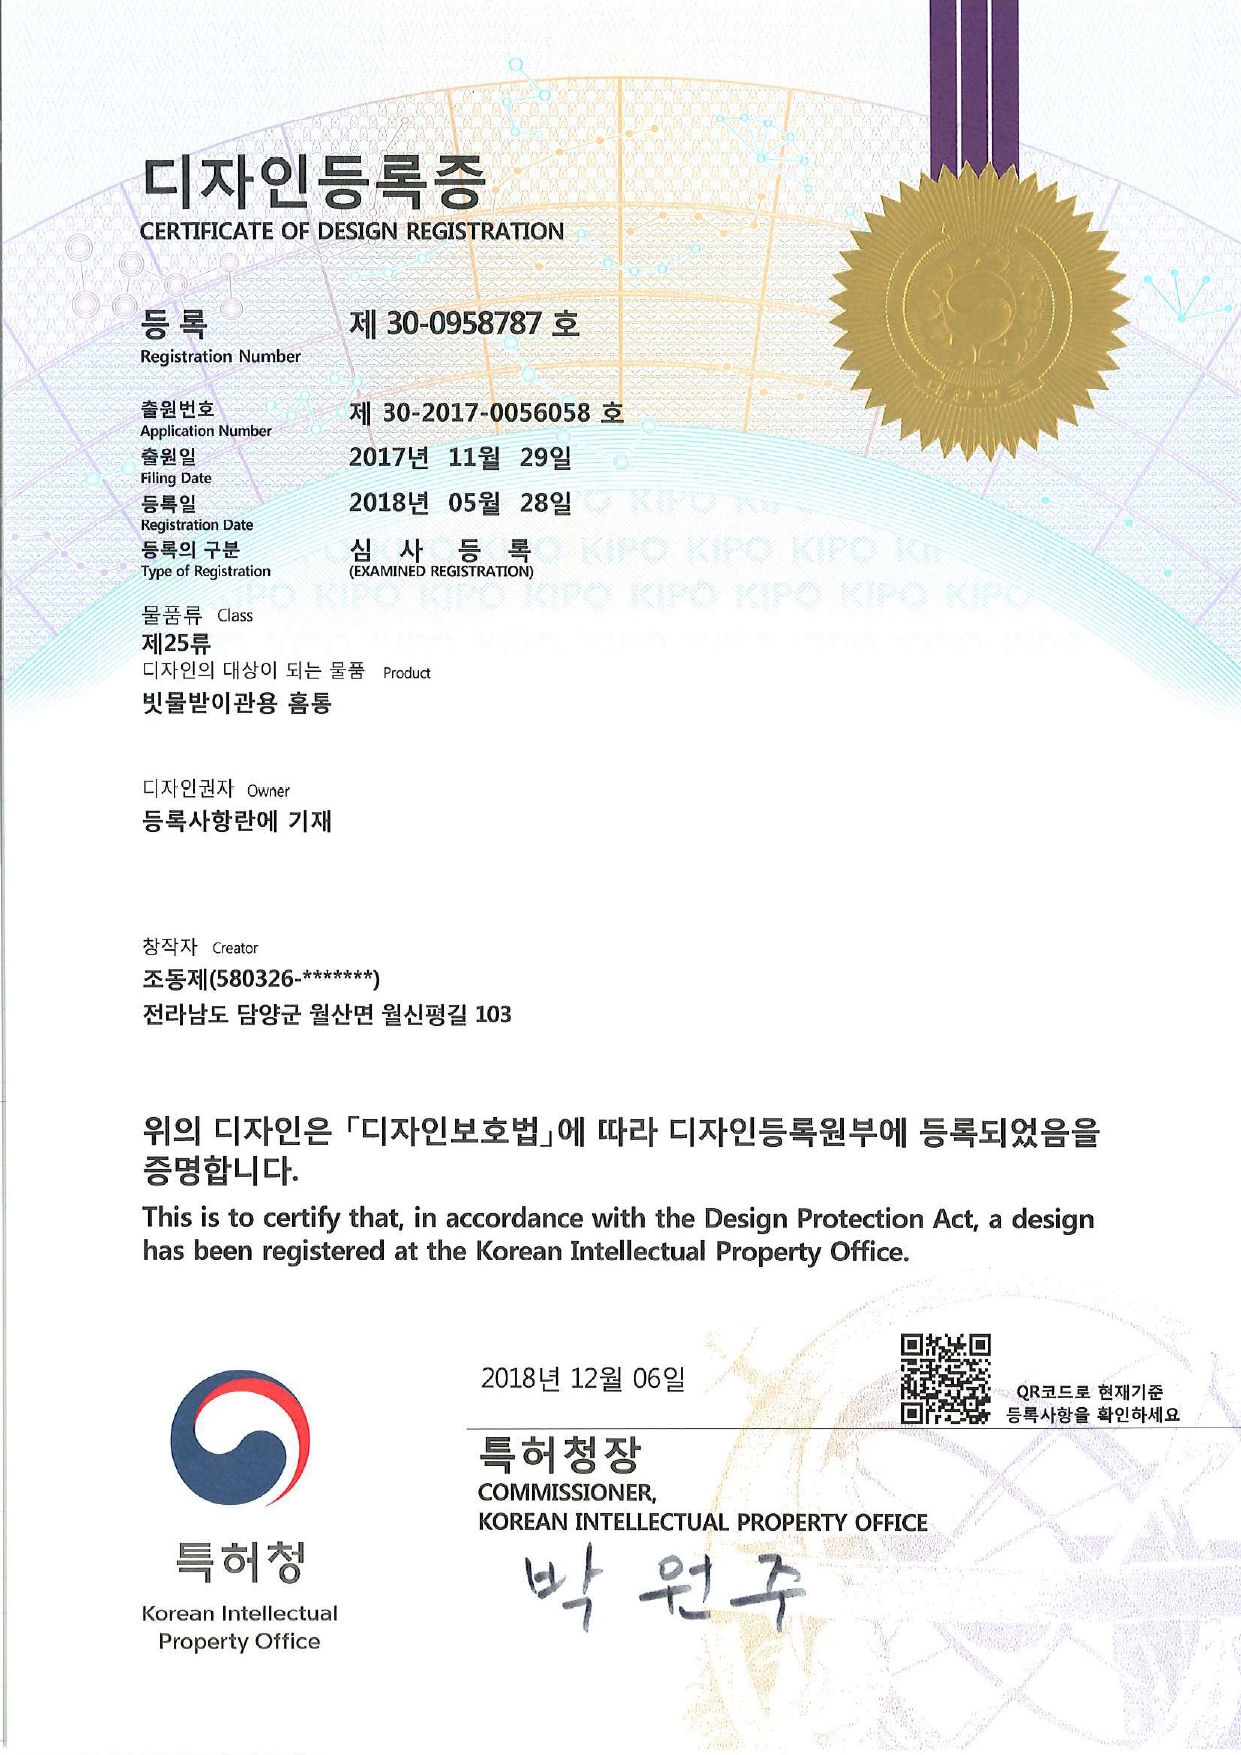 디자인등록증
CERTIFICATE OF DESIGN REGISTRATION
등록 제 30-0958787 호
Registration Number
출원번호 제 30-2017-0056058 호
Application Number
출원일 2017년 11월 29일
Filing Date
등록일 2018년 05월 28일
Registration Date
등록의 구분 심 사 등 록
Type of Registration (EXAMINED REGISTRATION)
물품류 Class
제25류
디자인의 대상이 되는 물품 Product
빗물받이관용 홈통
디자인권자 Owner
등록사항란에 기재
창작자 Creator
조동제(580326-*******)
전라남도 담양군 월산면 월신평길 103
위의 디자인은 「디자인보호법」에 따라 디자인등록원부에 등록되었음을
증명합니다.
This is to certify that, in accordance with the Design Protection Act, a design
has been registered at the Korean Intellectual Property Office.
2018년 12월 06일
QR코드로 현재기준
등록사항을 확인하세요
특허청장
COMMISSIONER,
KOREAN INTELLECTUAL PROPERTY OFFICE
박 원 주
특허청
Korean Intellectual
Property Office